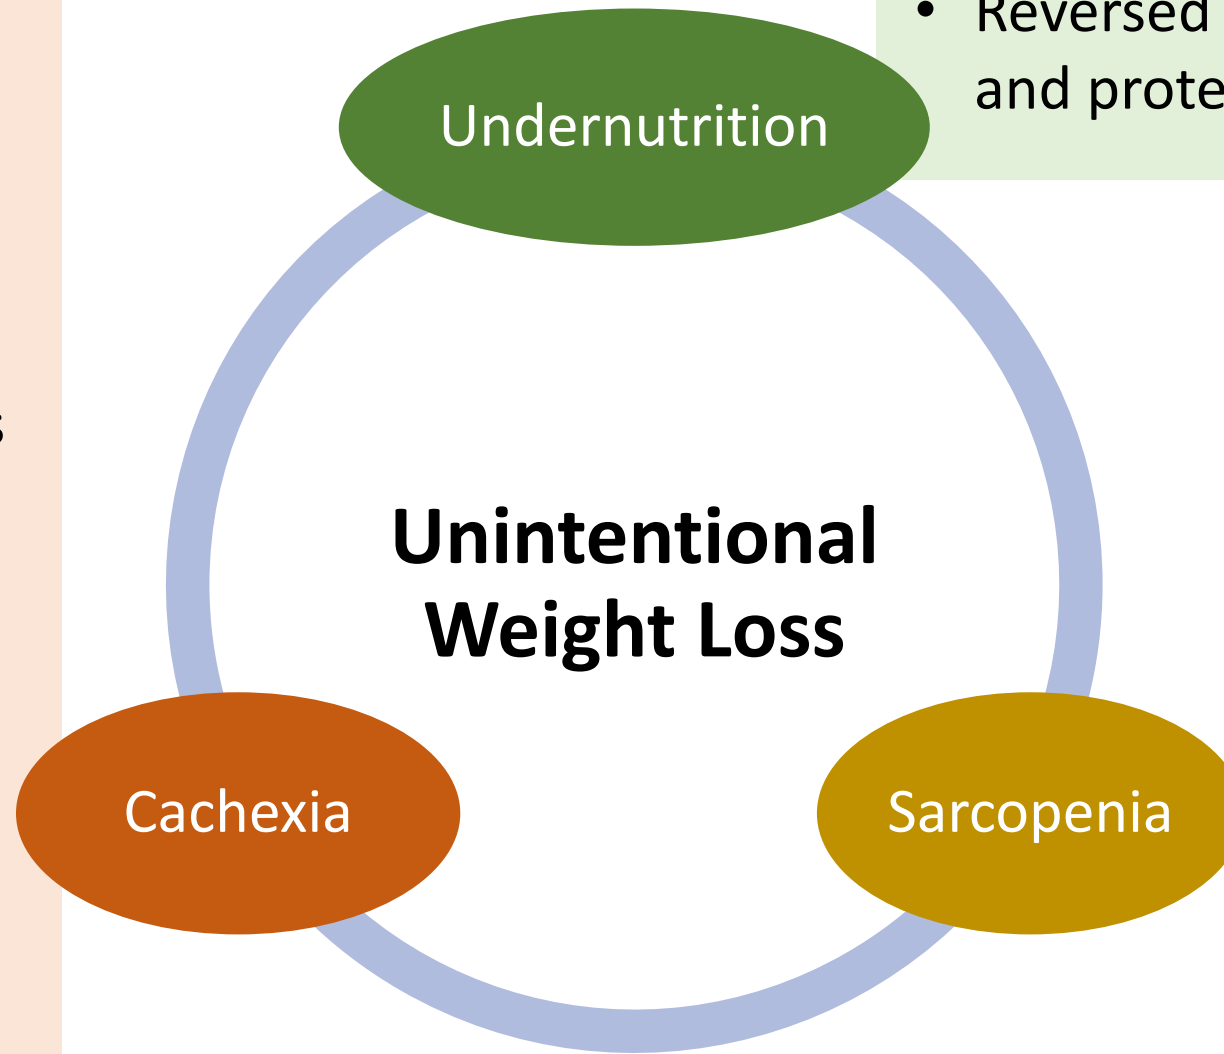 • Reversed
and prote
Undernutrition
s
Unintentional
Weight Loss
Cachexia
Sarcopenia